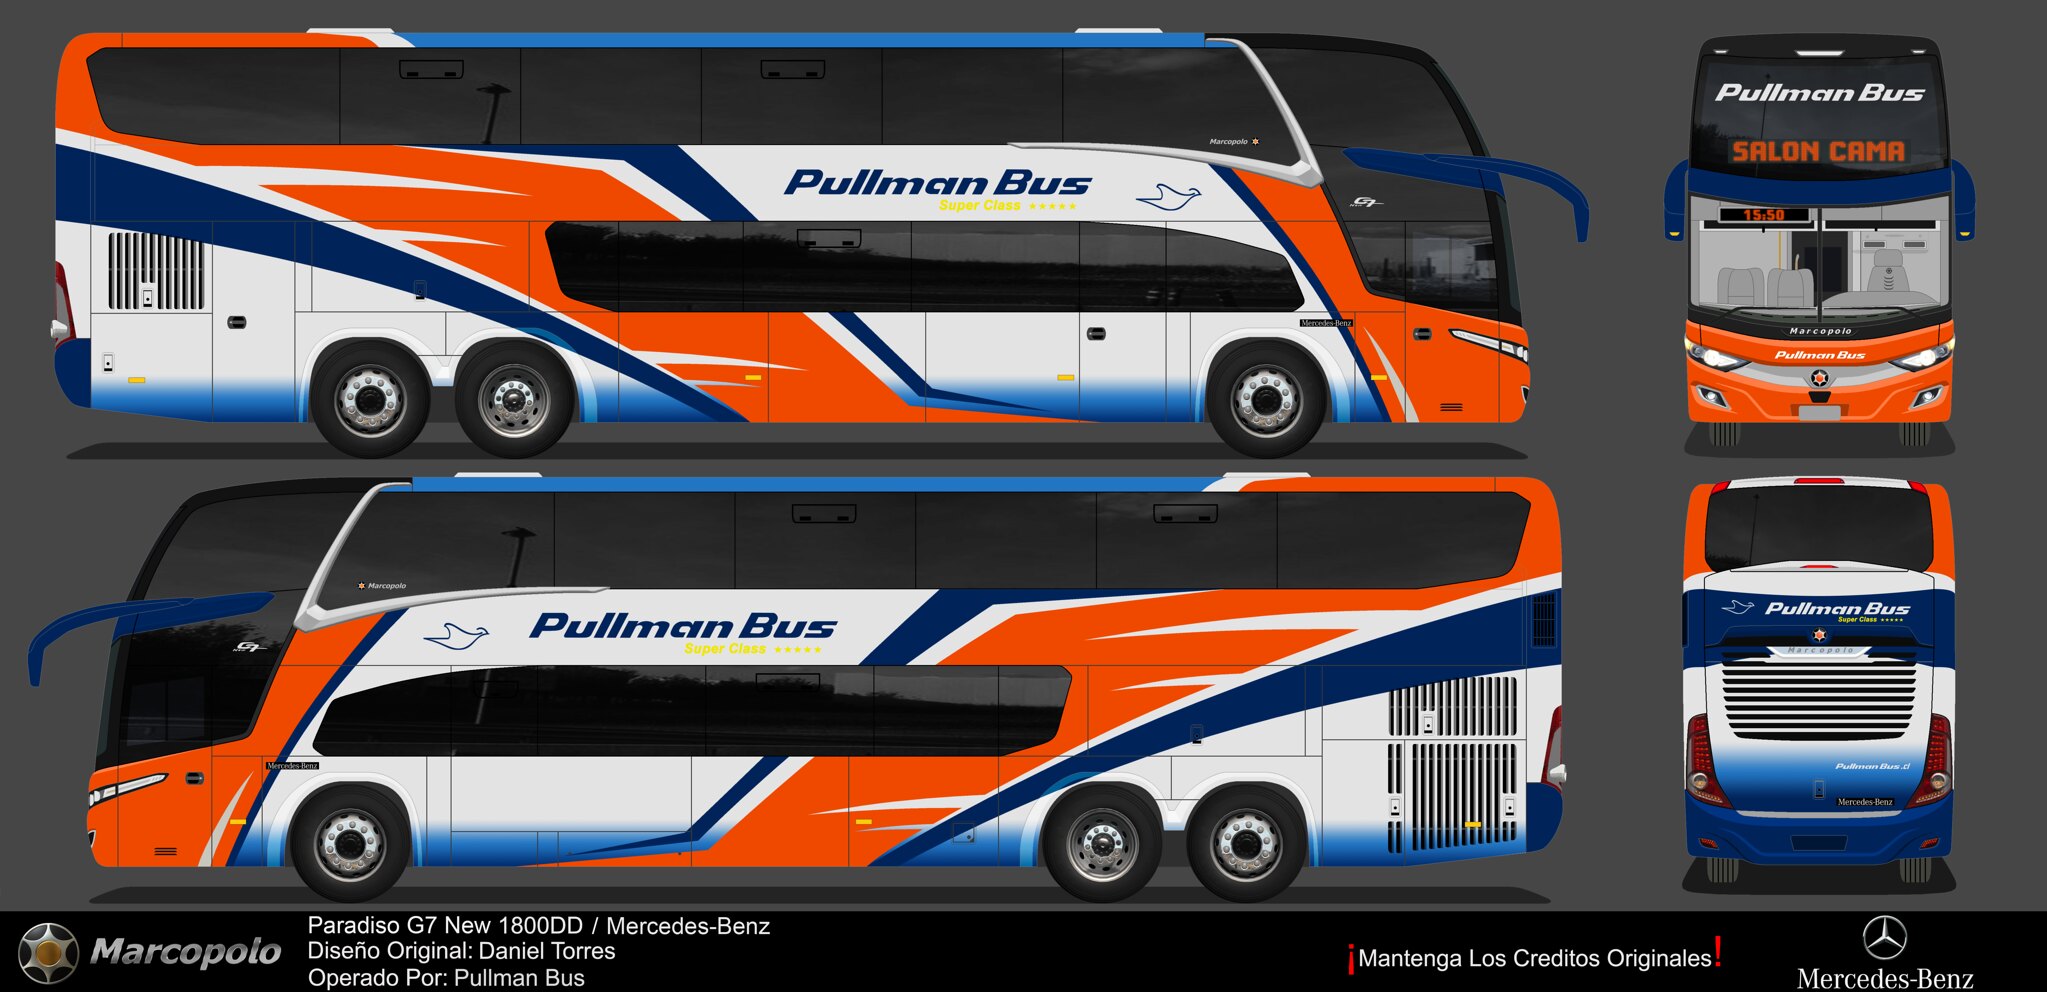 Marcopolo
Pullman Bus
Super Class ★★★★★
G7
Mercedes-Benz
Pullman Bus
SALON CAMA
15:50
Marcopolo
Pullman Bus
Marcopolo
Pullman Bus
Super Class ★★★★★
G7
Mercedes-Benz
Pullman Bus
Super Class ★★★★★
Marcopolo
Pullman Bus.cl
Mercedes-Benz
Marcopolo
Paradiso G7 New 1800DD / Mercedes-Benz
Diseño Original: Daniel Torres
Operado Por: Pullman Bus
¡Mantenga Los Creditos Originales!
Mercedes-Benz